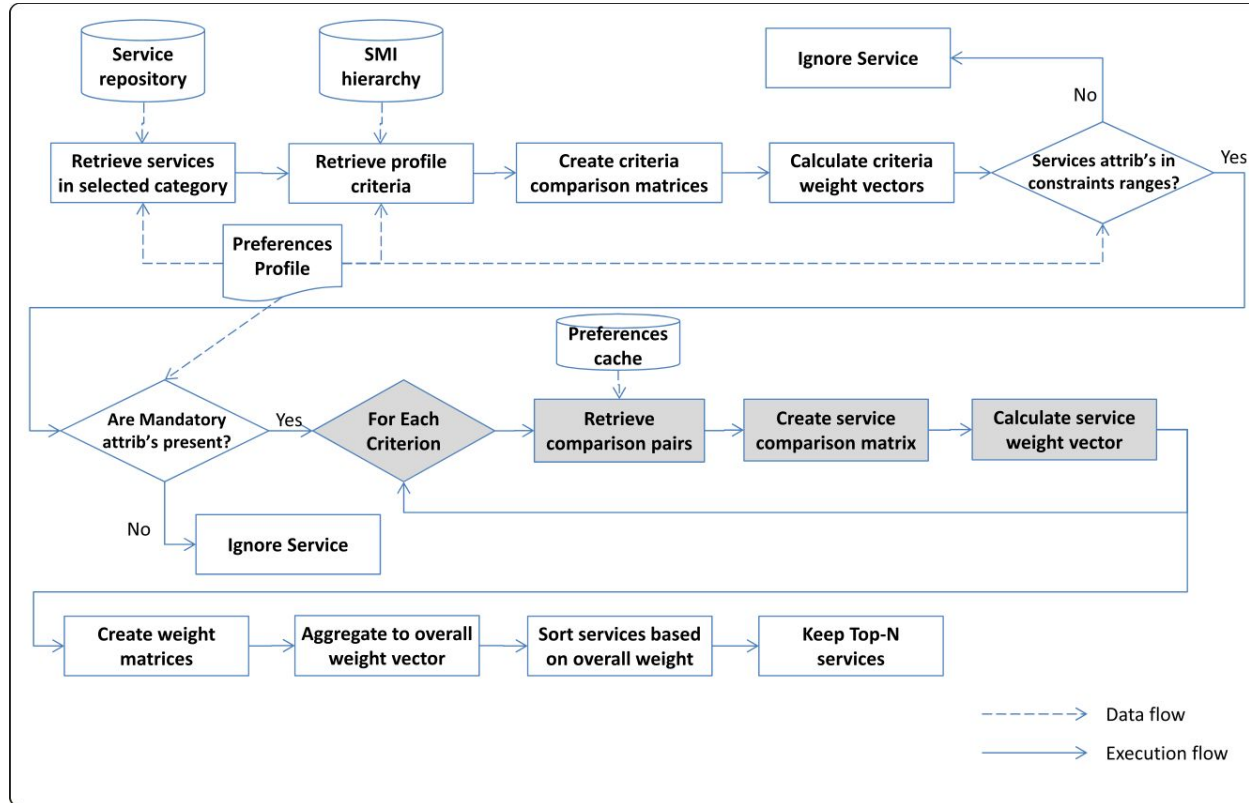 Service
repository
SMI
hierarchy
Ignore Service
No
Retrieve services
in selected category
Retrieve profile
criteria
Create criteria
comparison matrices
Calculate criteria
weight vectors
Services attrib's in
constraints ranges?
Yes
Preferences
Profile
Preferences
cache
Are Mandatory
attrib's present?
Yes
For Each
Criterion
Retrieve
comparison pairs
Create service
comparison matrix
Calculate service
weight vector
No
Ignore Service
Create weight
matrices
Aggregate to overall
weight vector
Sort services based
on overall weight
Keep Top-N
services
Data flow
Execution flow